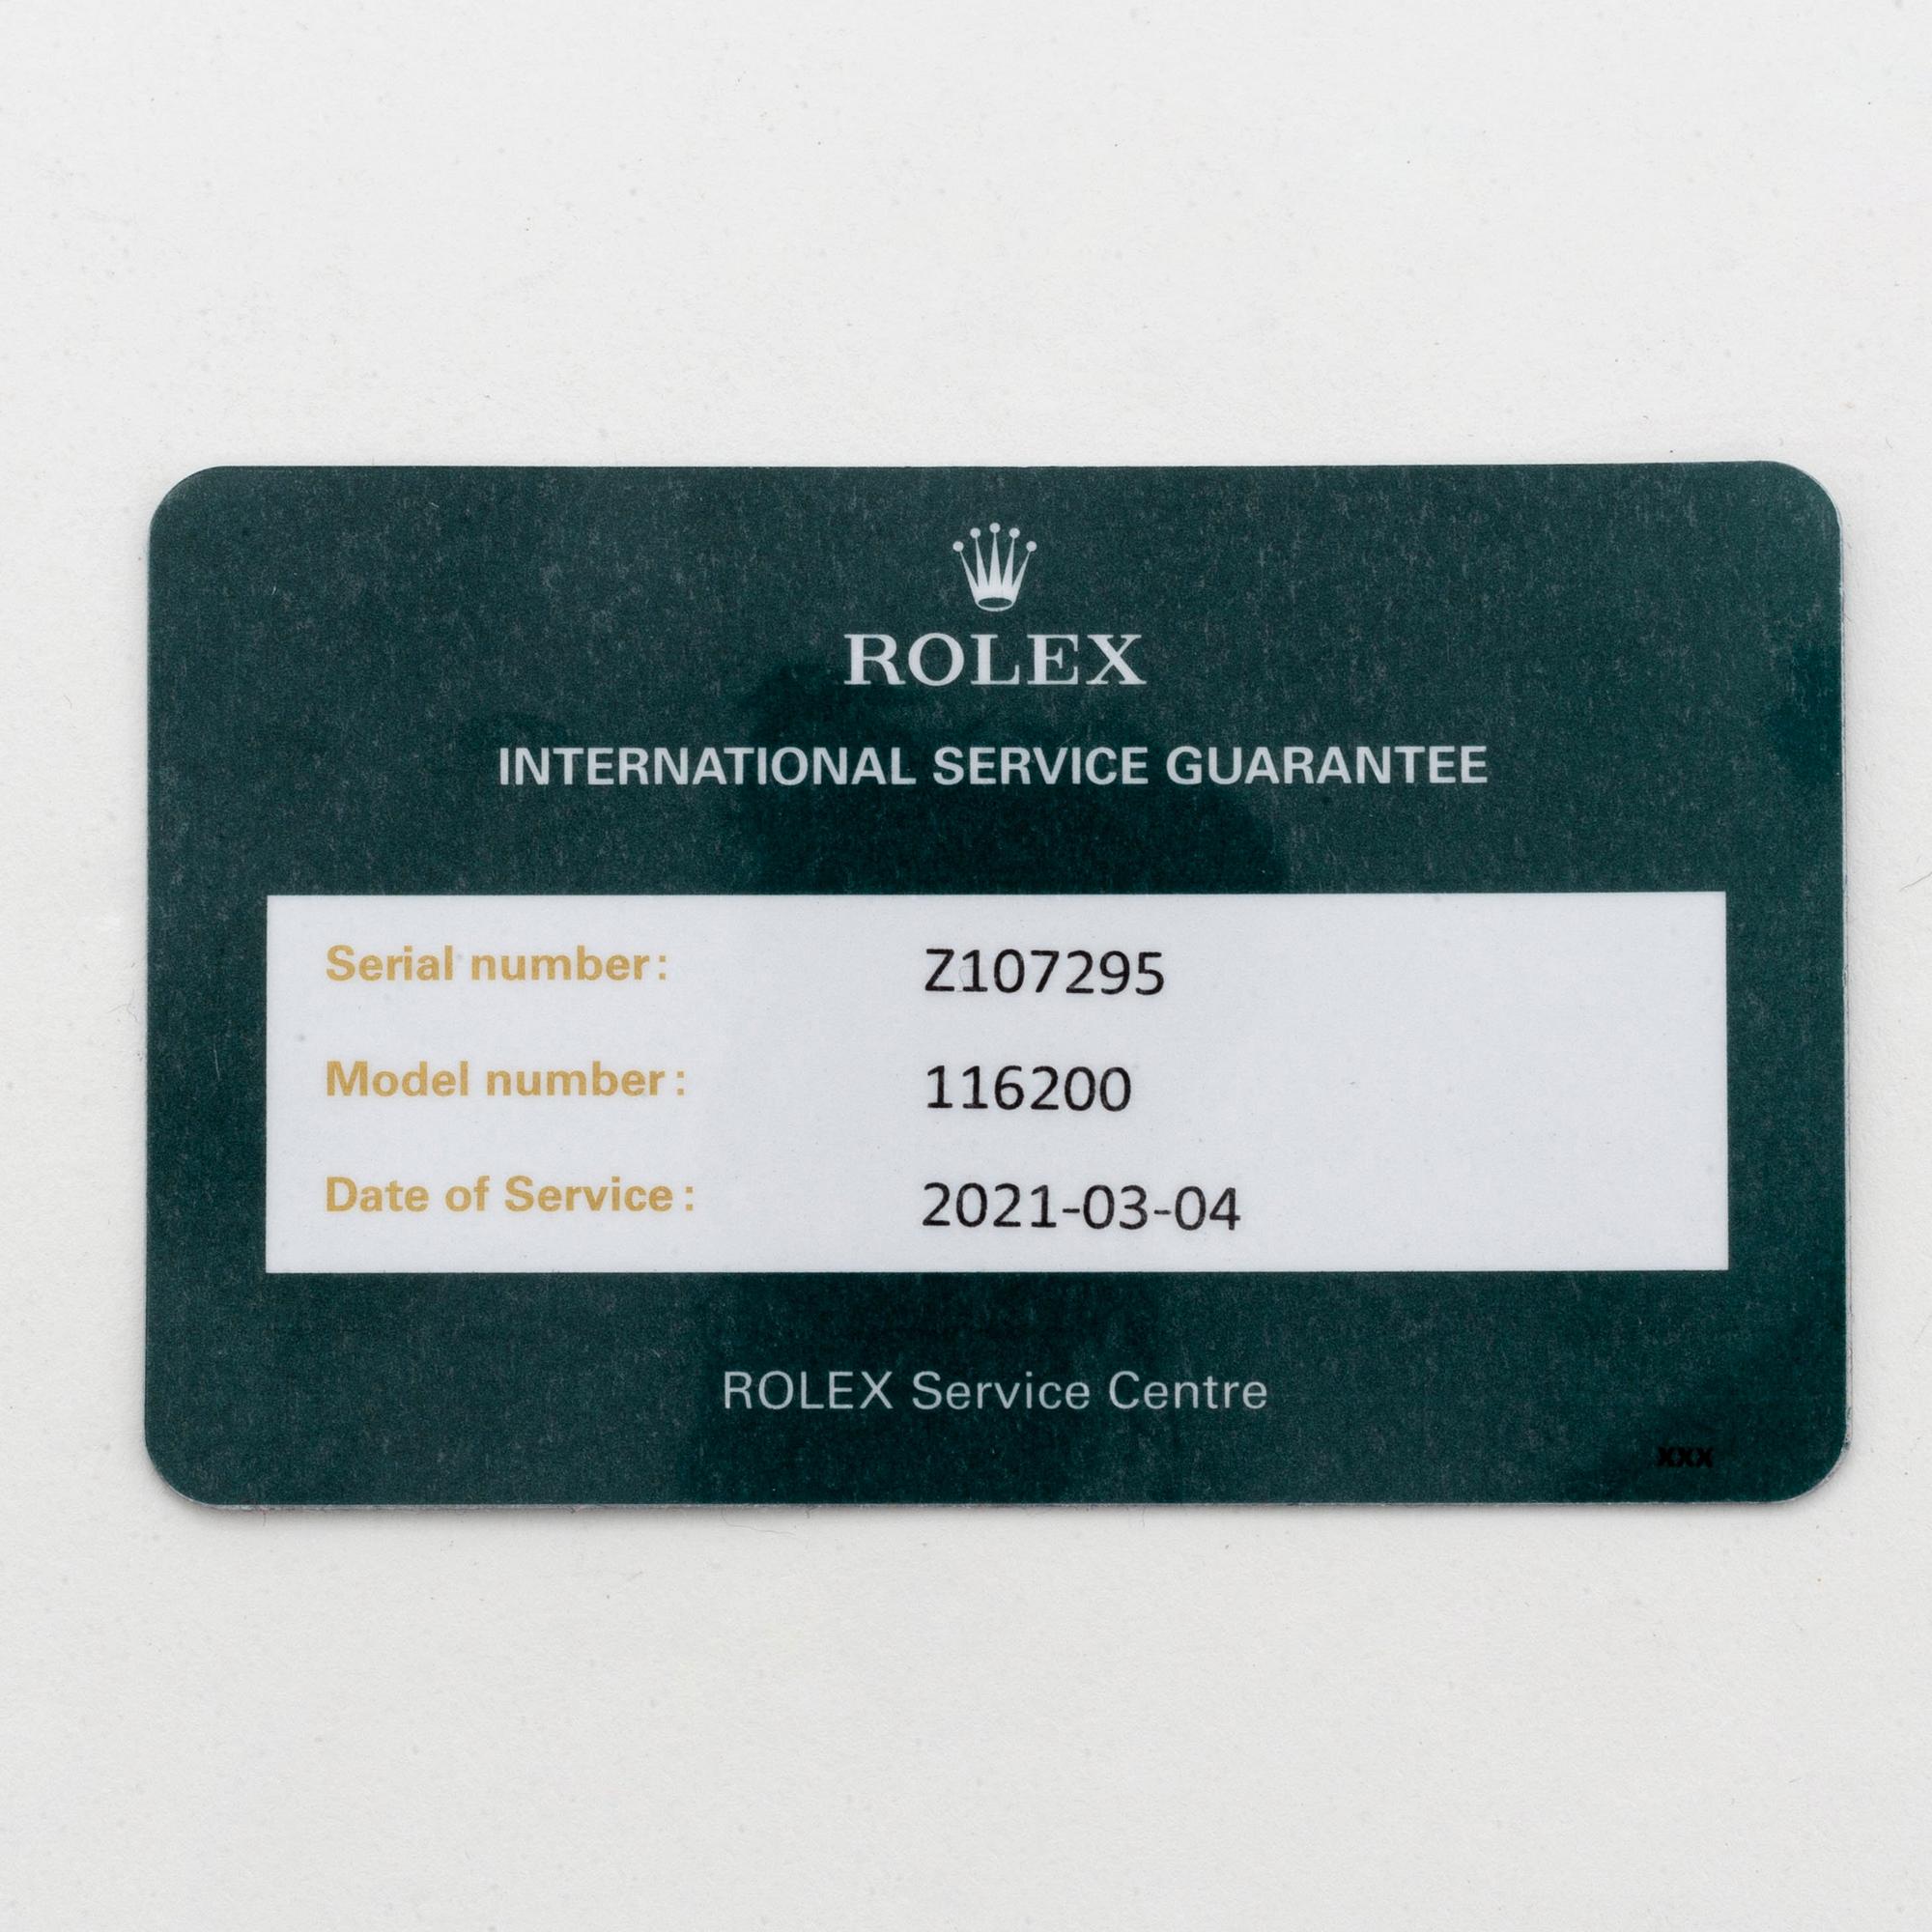 ROLEX
INTERNATIONAL SERVICE GUARANTEE
Serial number: Z107295
Model number: 116200
Date of Service: 2021-03-04
ROLEX Service Centre
xxx